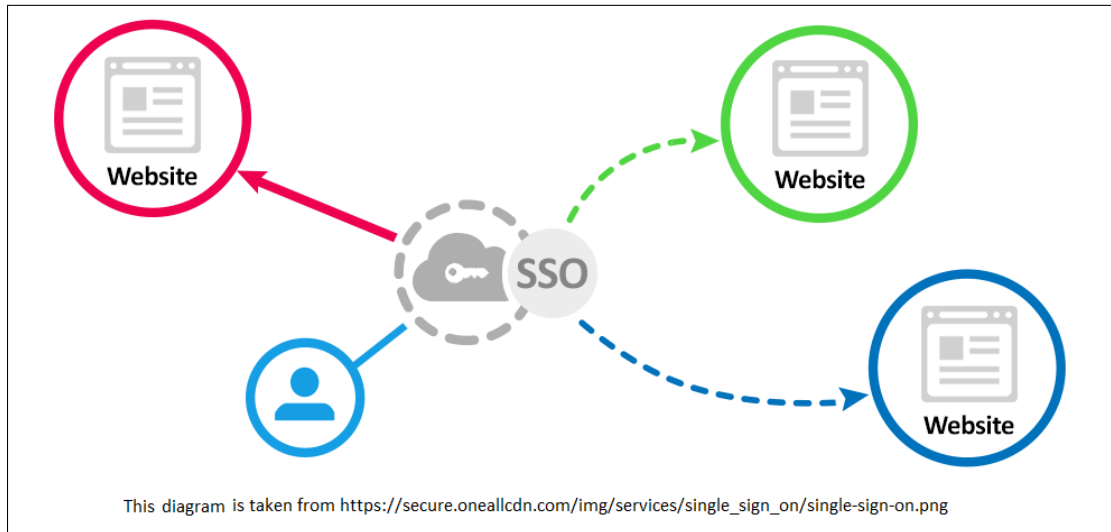 Website
Website
SSO
Website
This diagram is taken from https://secure.oneallcdn.com/img/services/single_sign_on/single-sign-on.png